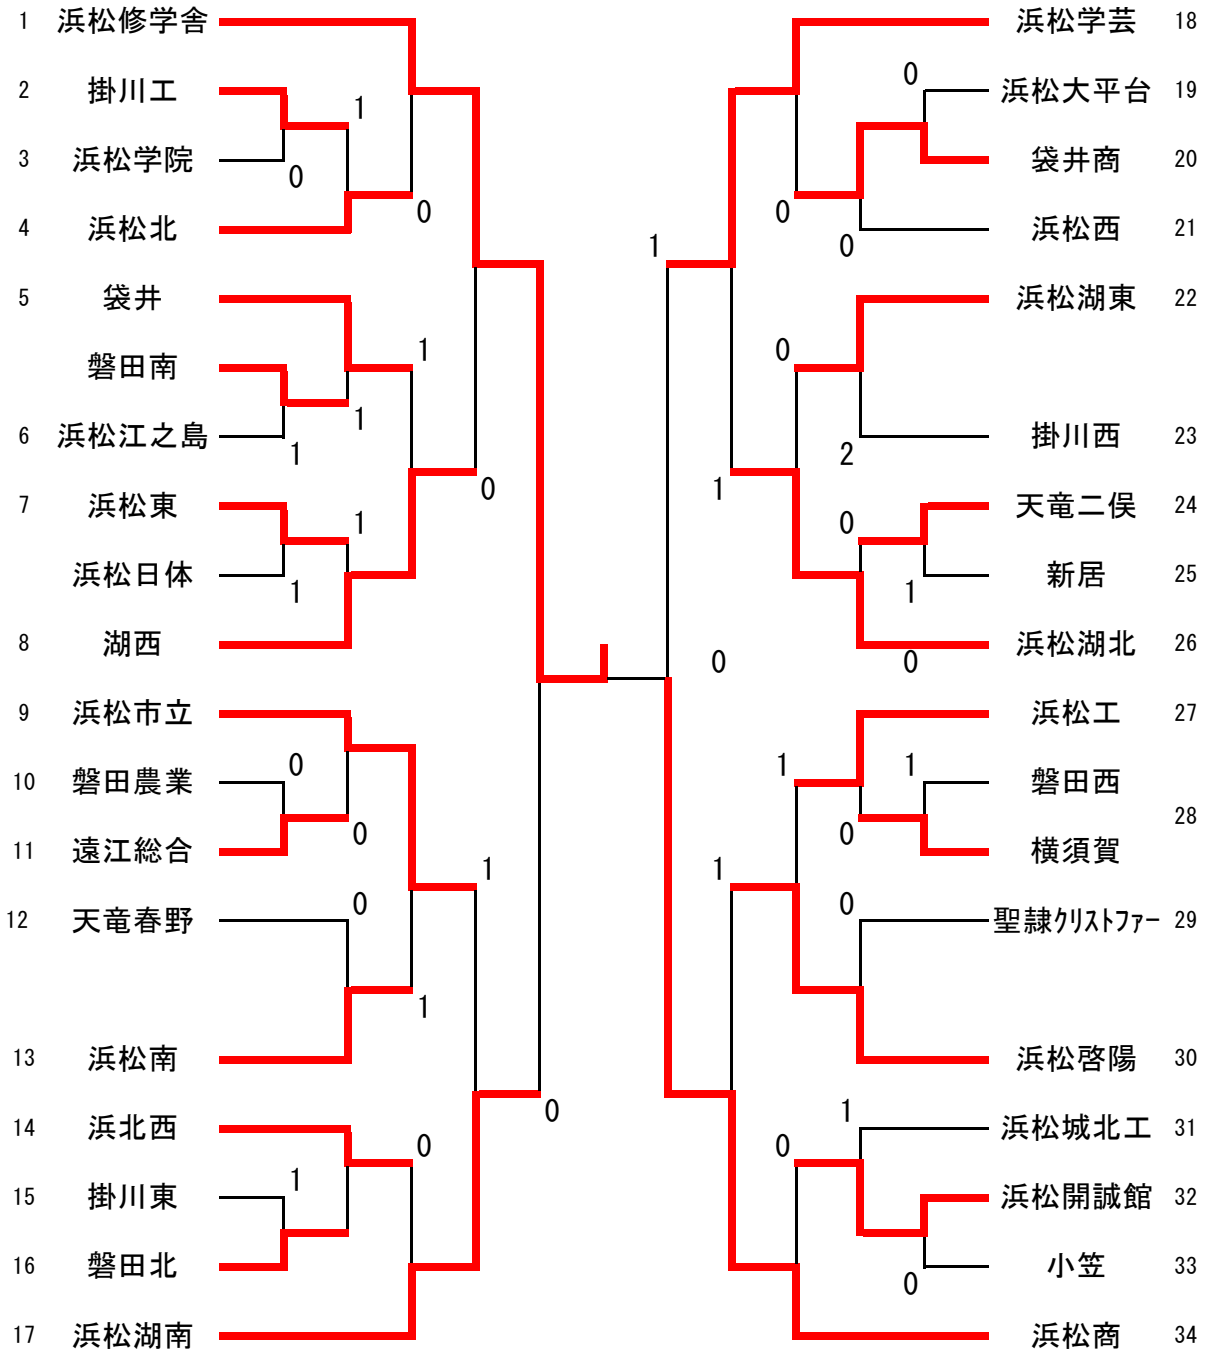 1 浜松修学舎
2 掛川工
1
3 浜松学院
0
4 浜松北
0
5 袋井
1
磐田南
1
6 浜松江之島
1
7 浜松東
1
0
浜松日体
1
8 湖西
9 浜松市立
0
10 磐田農業
0
11 遠江総合
1
12 天竜春野
0
1
13 浜松南
0
14 浜北西
0
15 掛川東
1
16 磐田北
17 浜松湖南
浜松学芸 18
0
浜松大平台 19
袋井商 20
0
浜松西 21
0
1
浜松湖東 22
0
掛川西 23
2
1
天竜二俣 24
0
新居 25
1
浜松湖北 26
0
0
浜松工 27
1
1
磐田西
28
0
横須賀
1
0
聖隷クリストファー 29
浜松啓陽 30
1
浜松城北工 31
0
浜松開誠館 32
小笠 33
0
浜松商 34